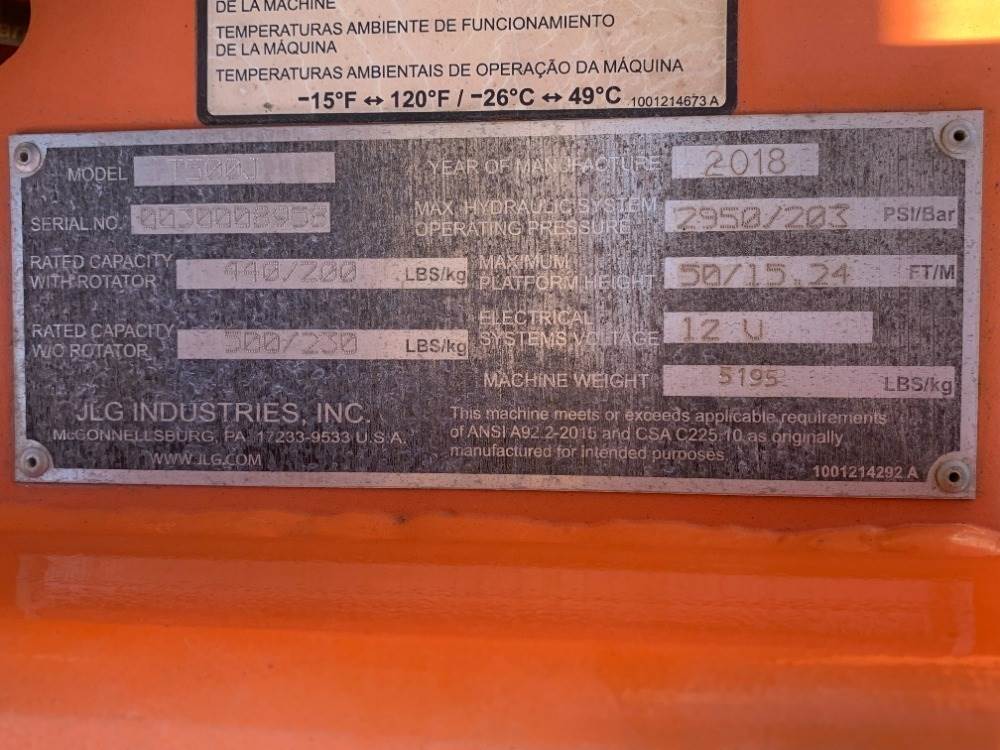 DE LA MACHINE
TEMPERATURAS AMBIENTE DE FUNCIONAMIENTO
DE LA MÁQUINA
TEMPERATURAS AMBIENTAIS DE OPERAÇÃO DA MÁQUINA
-15°F ↔ 120°F / -26°C ↔ 49°C 1001214673 A
MODEL T500J
SERIAL NO.
RATED CAPACITY
WITH ROTATOR 440/200 LBS/kg
RATED CAPACITY
W/O ROTATOR 500/230 LBS/kg
JLG INDUSTRIES, INC.
McCONNELLSBURG, PA 17233-9533 U.S.A.
WWW.JLG.COM
YEAR OF MANUFACTURE 2018
MAX. HYDRAULIC SYSTEM
OPERATING PRESSURE 2950/203 PSI/Bar
MAXIMUM
PLATFORM HEIGHT 50/15.24 FT/M
ELECTRICAL
SYSTEMS VOLTAGE 12 V
MACHINE WEIGHT 5195 LBS/kg
This machine meets or exceeds applicable requirements
of ANSI A92.2-2015 and CSA C225.10 as originally
manufactured for intended purposes.
1001214292 A